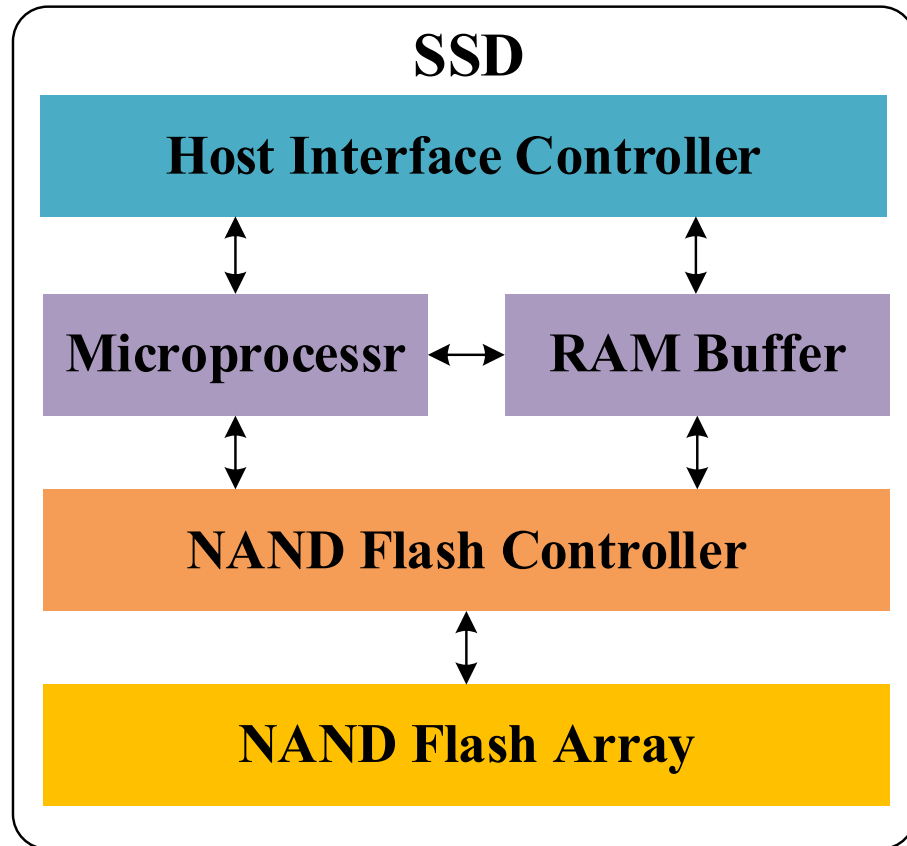 SSD
Host Interface Controller
Microprocessr
RAM Buffer
NAND Flash Controller
NAND Flash Array